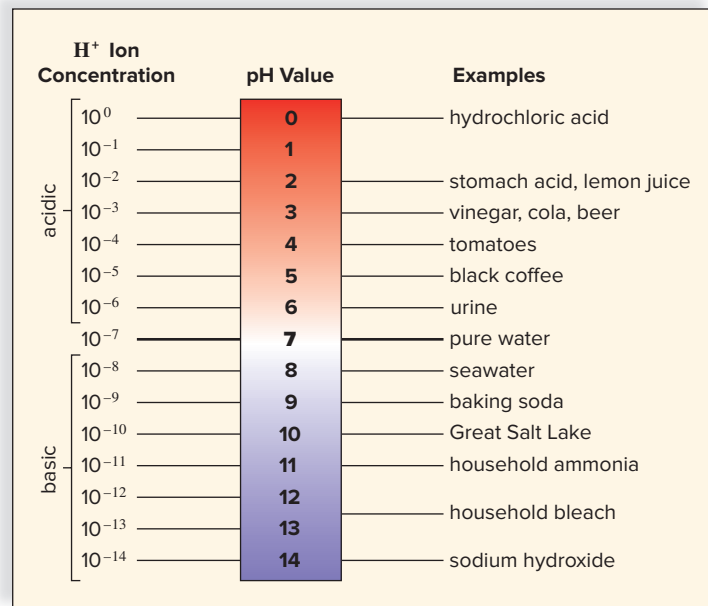 H⁺ Ion
Concentration pH Value Examples
10⁰ 0 hydrochloric acid
10⁻¹ 1
10⁻² 2 stomach acid, lemon juice
acidic
10⁻³ 3 vinegar, cola, beer
10⁻⁴ 4 tomatoes
10⁻⁵ 5 black coffee
10⁻⁶ 6 urine
10⁻⁷ 7 pure water
10⁻⁸ 8 seawater
10⁻⁹ 9 baking soda
10⁻¹⁰ 10 Great Salt Lake
basic
10⁻¹¹ 11 household ammonia
10⁻¹² 12
household bleach
10⁻¹³ 13
10⁻¹⁴ 14 sodium hydroxide